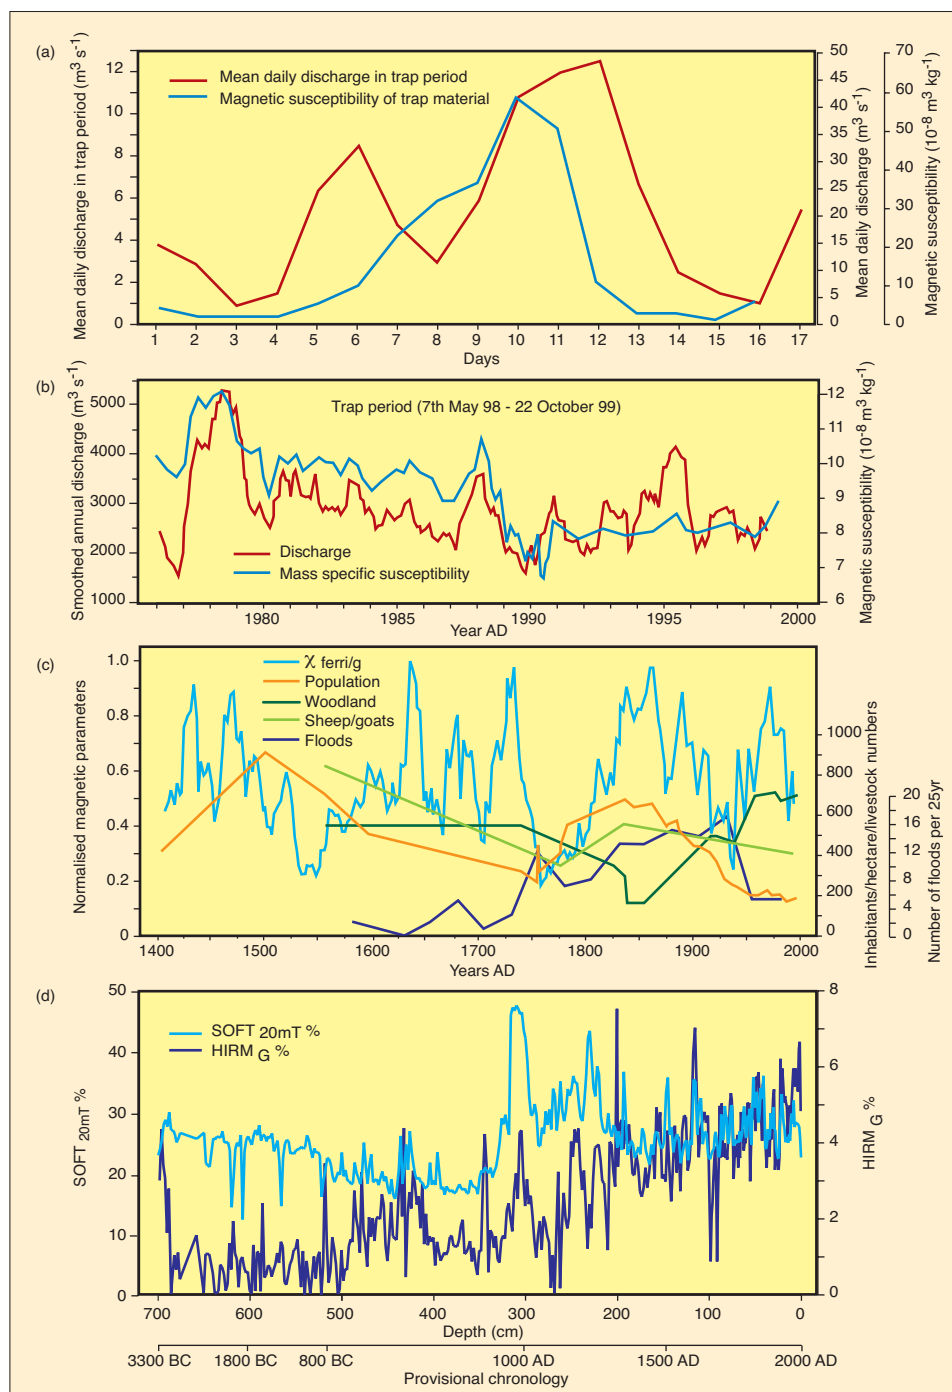 (a)
Mean daily discharge in trap period (m³ s⁻¹)
12
10
8
6
4
2
0
Mean daily discharge in trap period
Magnetic susceptibility of trap material
50
45
40
35
30
25
20
15
10
5
0
Mean daily discharge (m³ s⁻¹)
70
60
50
40
30
20
10
0
Magnetic susceptibility (10⁻⁸ m³ kg⁻¹)
1 2 3 4 5 6 7 8 9 10 11 12 13 14 15 16 17
Days
(b)
Smoothed annual discharge (m³ s⁻¹)
5000
4000
3000
2000
1000
Trap period (7th May 98 - 22 October 99)
Discharge
Mass specific susceptibility
12
11
10
9
8
7
6
Magnetic susceptibility (10⁻⁸ m³ kg⁻¹)
1980 1985 1990 1995 2000
Year AD
(c)
Normalised magnetic parameters
1.0
0.8
0.6
0.4
0.2
0
χ ferri/g
Population
Woodland
Sheep/goats
Floods
1000
800
600
400
200
0
Inhabitants/hectare/livestock numbers
20
16
12
8
4
0
Number of floods per 25yr
1400 1500 1600 1700 1800 1900 2000
Years AD
(d)
SOFT 20mT %
50
40
30
20
10
0
SOFT 20mT %
HIRM G %
8
6
4
2
0
HIRM G %
700 600 500 400 300 200 100 0
Depth (cm)
3300 BC 1800 BC 800 BC 1000 AD 1500 AD 2000 AD
Provisional chronology